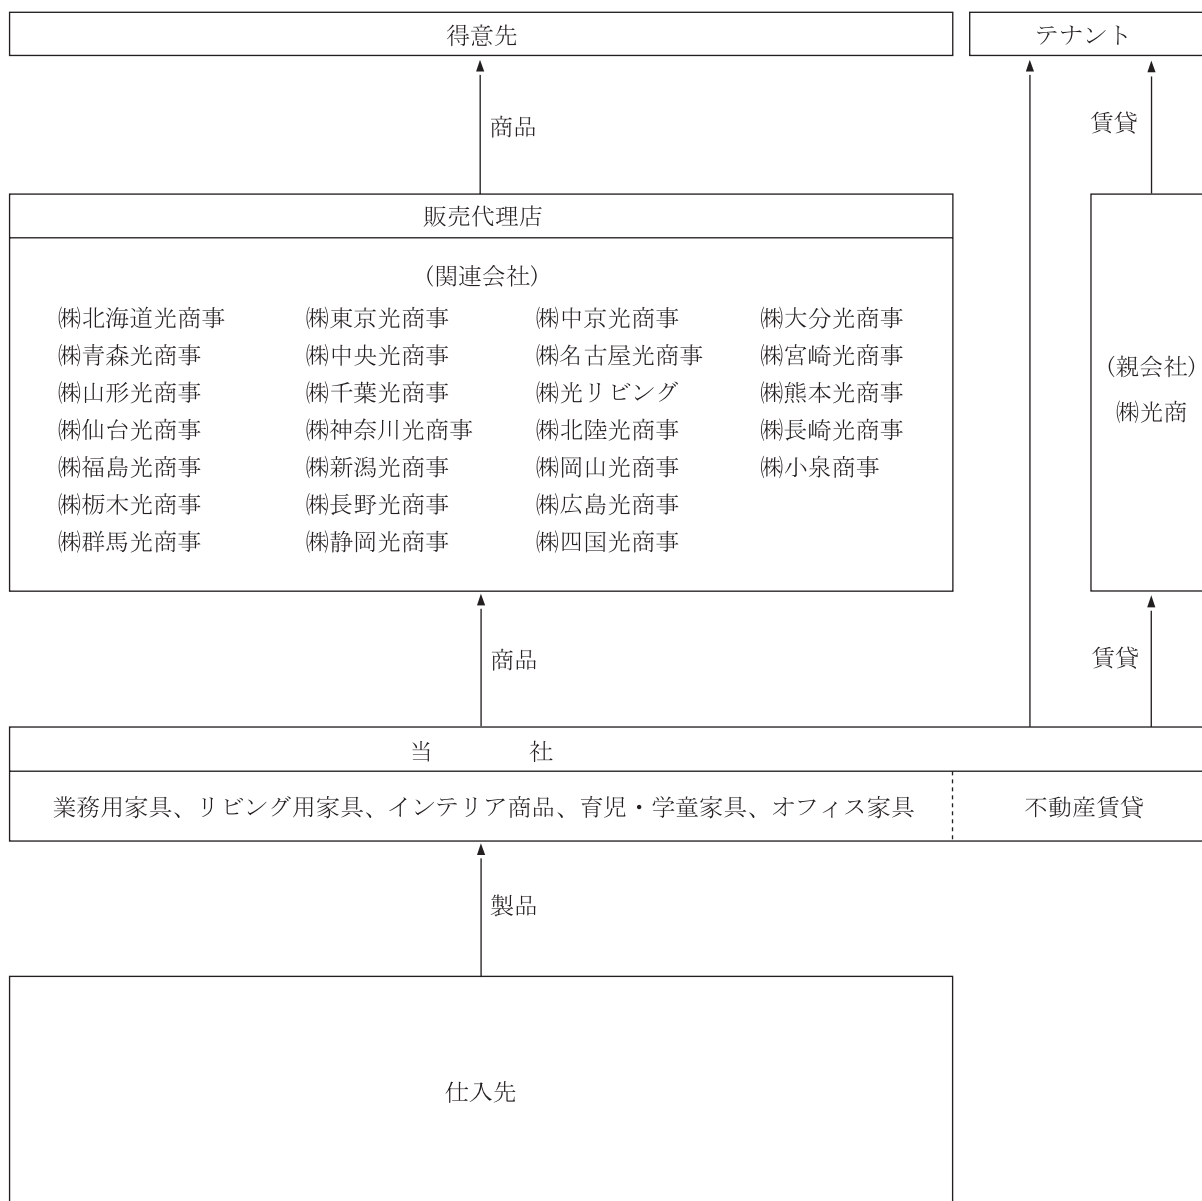 得意先
テナント
商品
賃貸
販売代理店
(関連会社)
㈱北海道光商事 ㈱東京光商事 ㈱中京光商事 ㈱大分光商事
㈱青森光商事 ㈱中央光商事 ㈱名古屋光商事 ㈱宮崎光商事
㈱山形光商事 ㈱千葉光商事 ㈱光リビング ㈱熊本光商事
㈱仙台光商事 ㈱神奈川光商事 ㈱北陸光商事 ㈱長崎光商事
㈱福島光商事 ㈱新潟光商事 ㈱岡山光商事 ㈱小泉商事
㈱栃木光商事 ㈱長野光商事 ㈱広島光商事
㈱群馬光商事 ㈱静岡光商事 ㈱四国光商事
(親会社)
㈱光商
商品
賃貸
当 社
業務用家具、リビング用家具、インテリア商品、育児・学童家具、オフィス家具
不動産賃貸
製品
仕入先